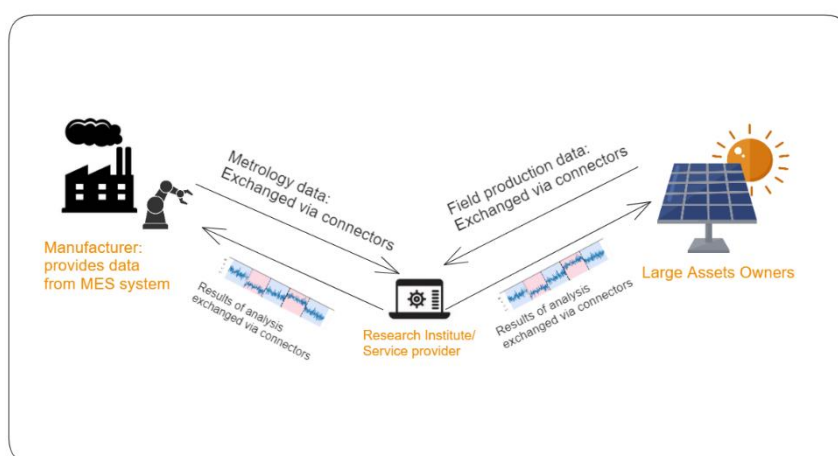 Metrology data:
Exchanged via connectors
Field production data:
Exchanged via connectors
Manufacturer:
provides data
from MES system
Large Assets Owners
Results of analysis
exchanged via connectors
Research Institute/
Service provider
Results of analysis
exchanged via connectors